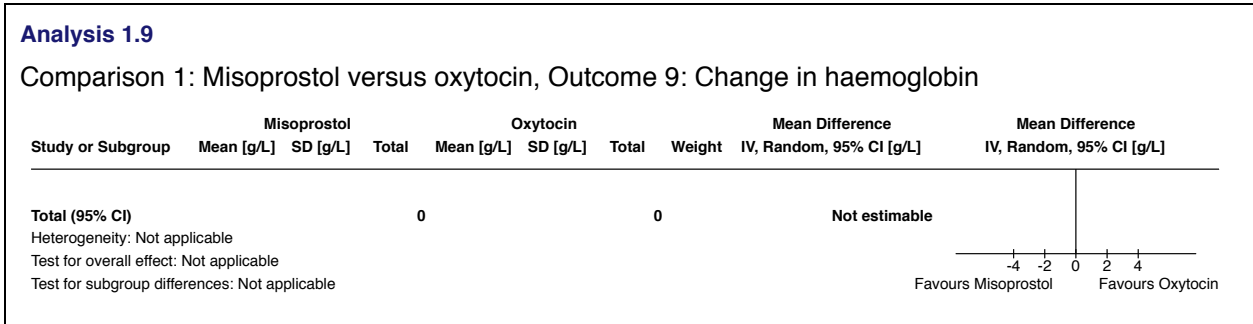 Analysis 1.9
Comparison 1: Misoprostol versus oxytocin, Outcome 9: Change in haemoglobin
Misoprostol Oxytocin Mean Difference Mean Difference
Study or Subgroup Mean [g/L] SD [g/L] Total Mean [g/L] SD [g/L] Total Weight IV, Random, 95% CI [g/L] IV, Random, 95% CI [g/L]
Total (95% CI) 0 0 Not estimable
Heterogeneity: Not applicable
Test for overall effect: Not applicable
-4 -2 0 2 4
Test for subgroup differences: Not applicable Favours Misoprostol Favours Oxytocin